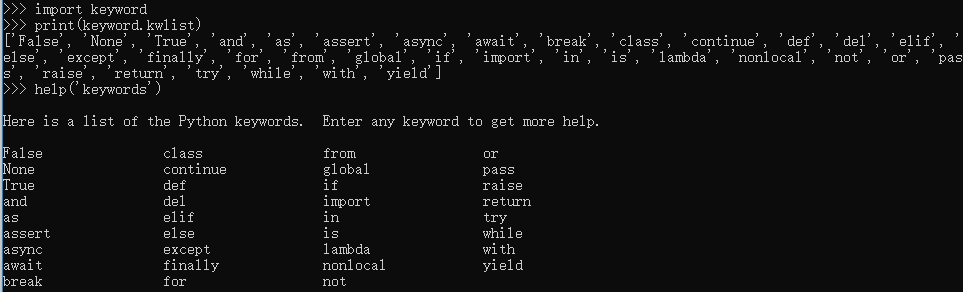 >>> import keyword
>>> print(keyword.kwlist)
['False', 'None', 'True', 'and', 'as', 'assert', 'async', 'await', 'break', 'class', 'continue', 'def', 'del', 'elif', '
else', 'except', 'finally', 'for', 'from', 'global', 'if', 'import', 'in', 'is', 'lambda', 'nonlocal', 'not', 'or', 'pas
s', 'raise', 'return', 'try', 'while', 'with', 'yield']
>>> help('keywords')
Here is a list of the Python keywords.  Enter any keyword to get more help.
False               class               from                or
None                continue            global              pass
True                def                 if                  raise
and                 del                 import              return
as                  elif                in                  try
assert              else                is                  while
async               except              lambda              with
await               finally             nonlocal            yield
break               for                 not